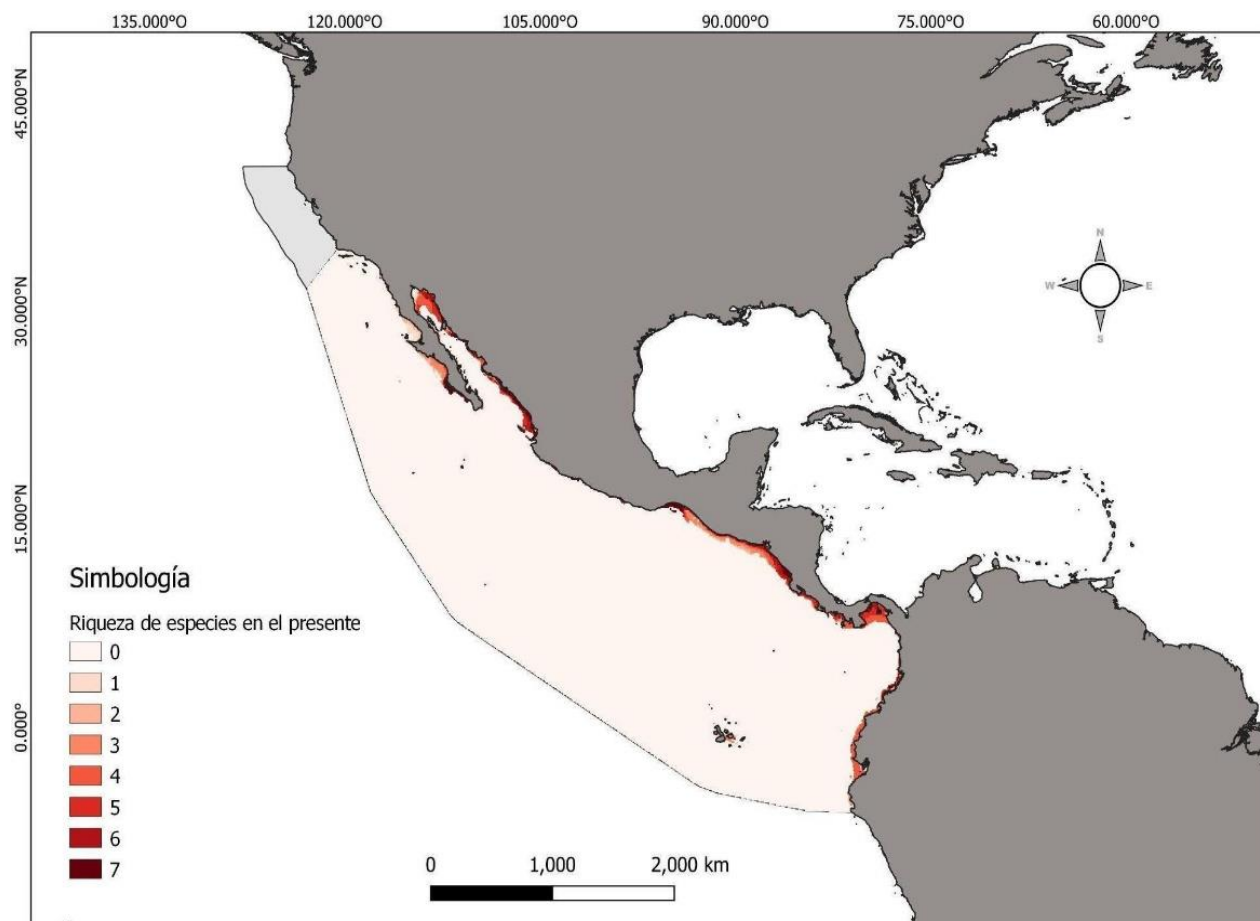 135.000°O 120.000°O 105.000°O 90.000°O 75.000°O 60.000°O
45.000°N
30.000°N
15.000°N
0.000°
N
W E
S
Simbología
Riqueza de especies en el presente
0
1
2
3
4
5
6
7
0 1,000 2,000 km